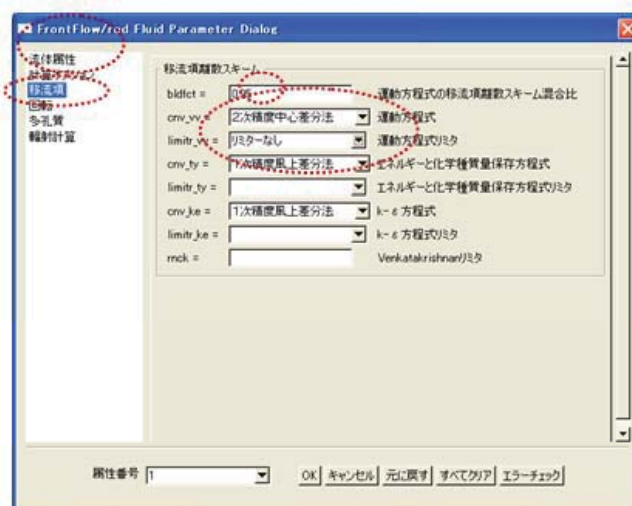 FrontFlow/red Fluid Parameter Dialog
流体属性
移流項
回転
多孔質
輻射計算
移流項離散スキーム
bldfct = 0.95 運動方程式の移流項離散スキーム混合比
cnv_vv = 2次精度中心差分法 運動方程式
limitr_vv = リミターなし 運動方程式リミタ
cnv_ty = 1次精度風上差分法 エネルギーと化学種質量保存方程式
limitr_ty = エネルギーと化学種質量保存方程式リミタ
cnv_ke = 1次精度風上差分法 k-ε方程式
limitr_ke = k-ε方程式リミタ
rnck = Venkatakrishnanリミタ
属性番号 1 OK キャンセル 元に戻す すべてクリア エラーチェック